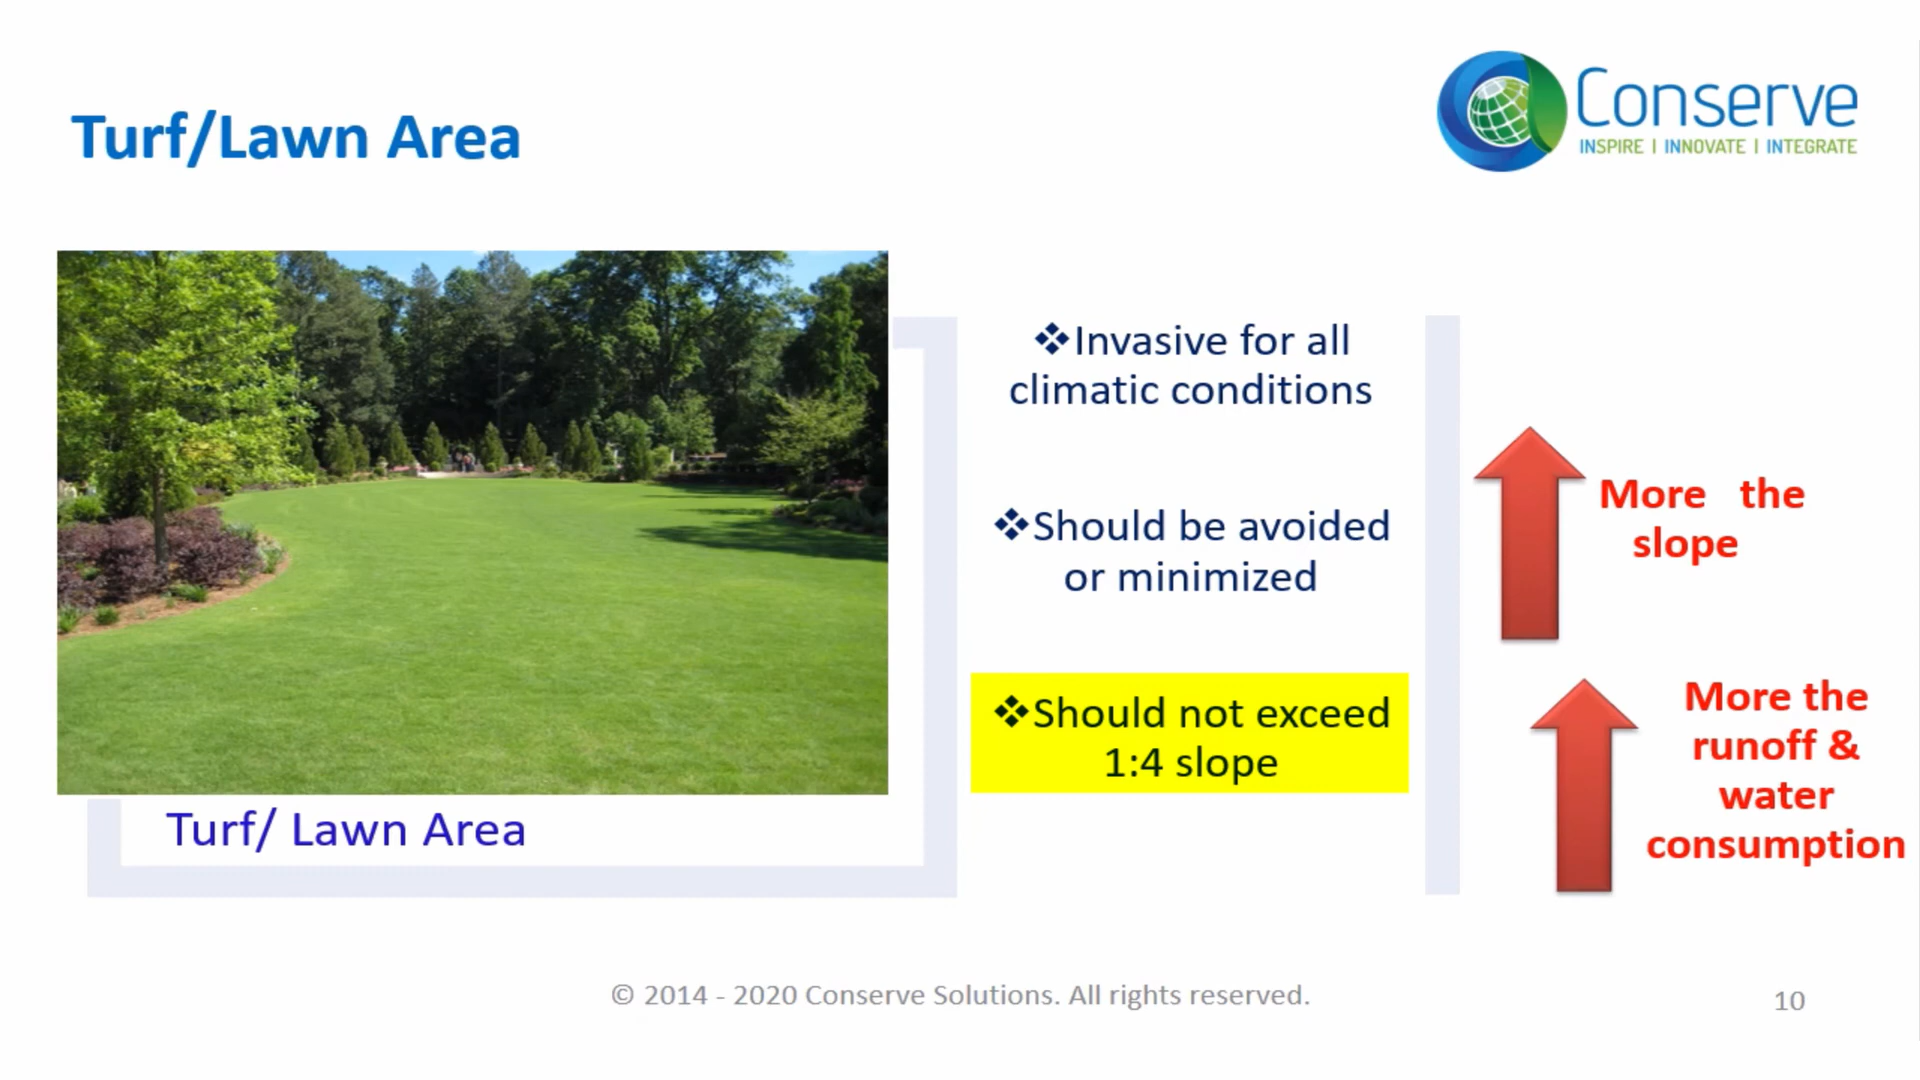 Turf/Lawn Area
Conserve
INSPIRE | INNOVATE | INTEGRATE
❖Invasive for all
climatic conditions
❖Should be avoided
or minimized
❖Should not exceed
1:4 slope
More the
slope
More the
runoff &
water
consumption
Turf/ Lawn Area
© 2014 - 2020 Conserve Solutions. All rights reserved.
10